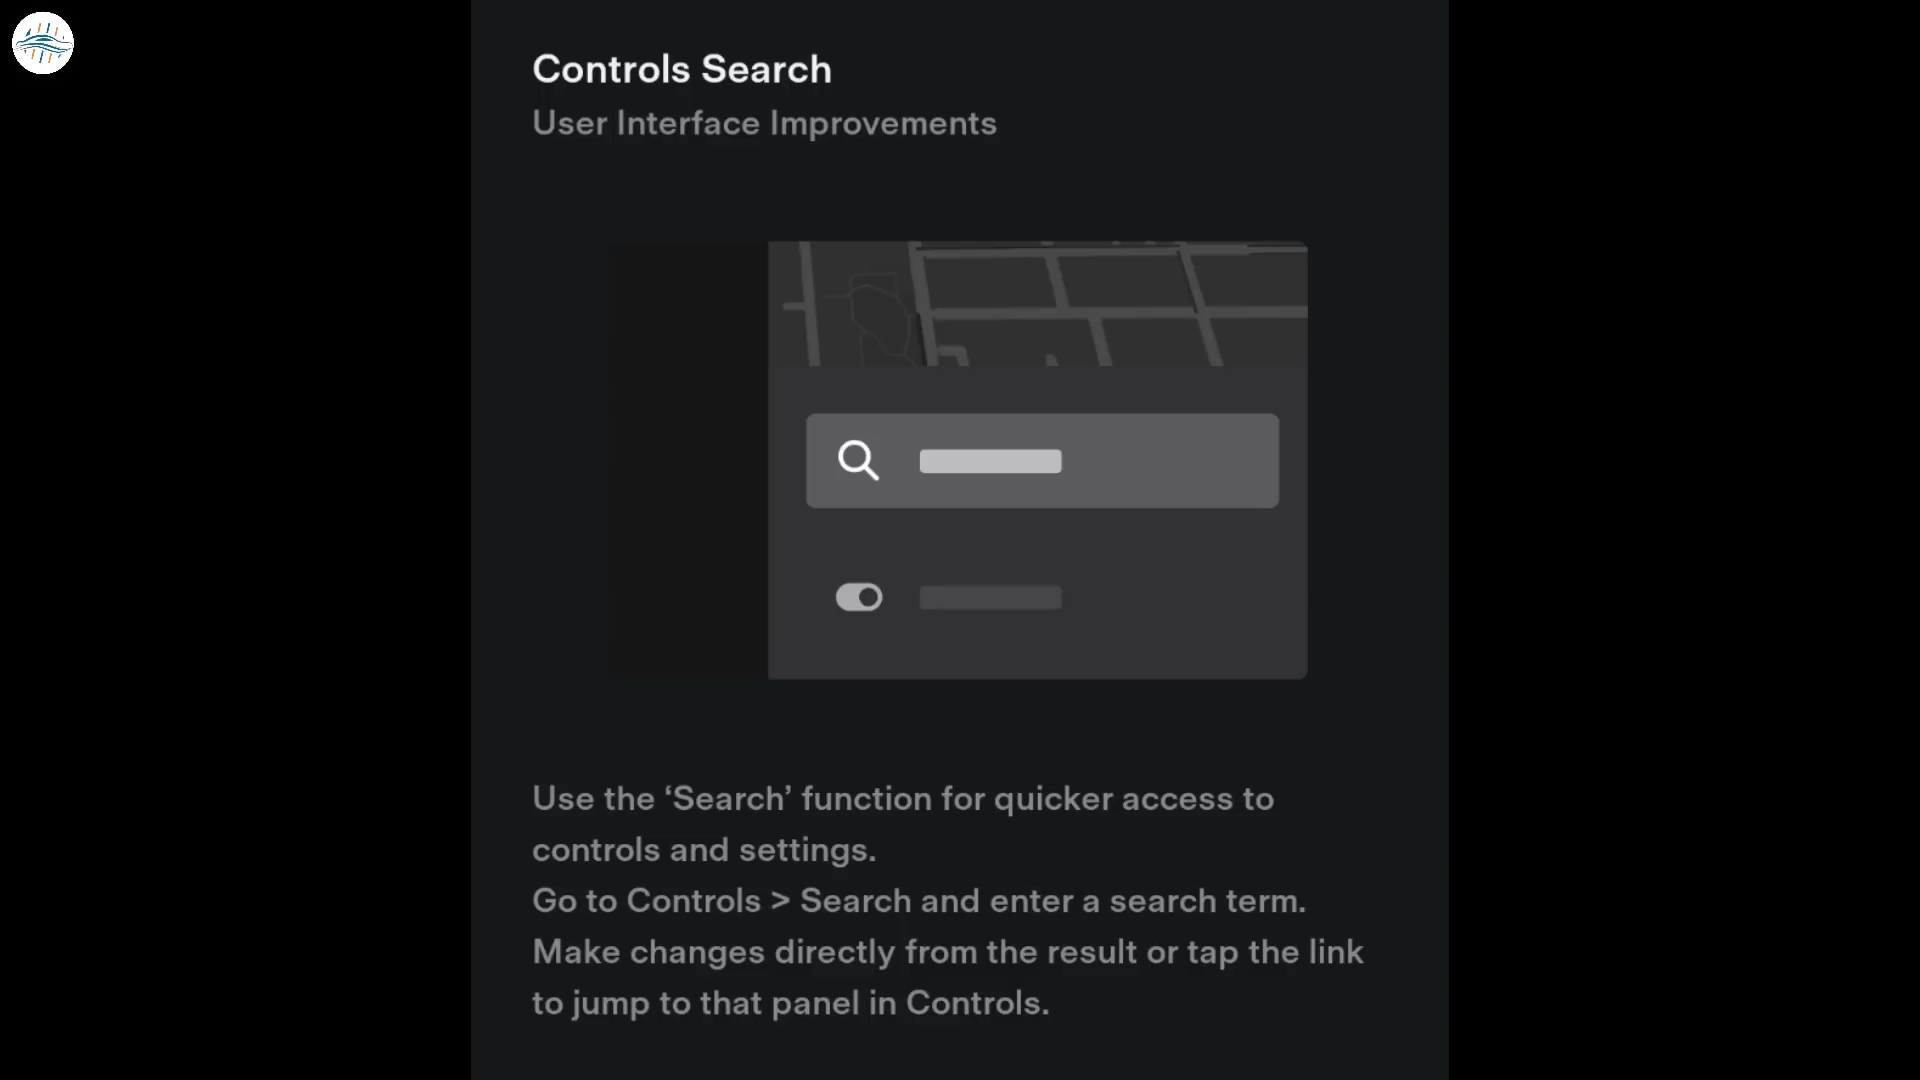 Controls Search
User Interface Improvements
Use the ‘Search’ function for quicker access to
controls and settings.
Go to Controls > Search and enter a search term.
Make changes directly from the result or tap the link
to jump to that panel in Controls.